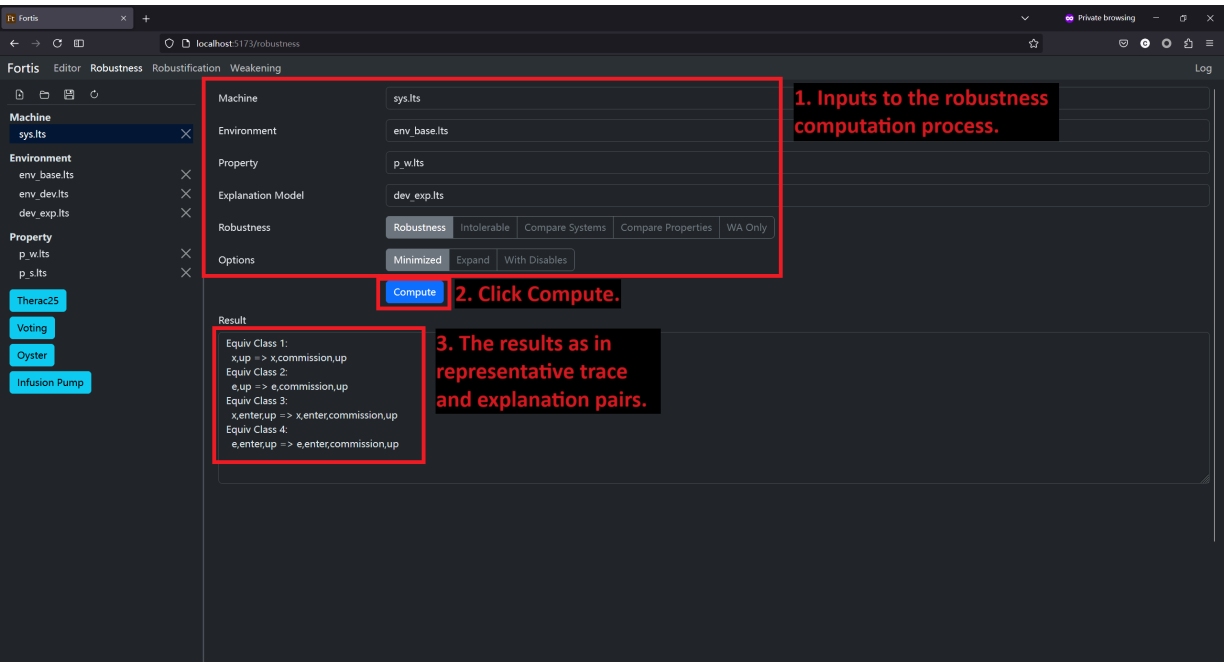 Ft Fortis
Private browsing
localhost:5173/robustness
Fortis Editor Robustness Robustification Weakening Log
Machine
sys.lts
Environment
env_base.lts
env_dev.lts
dev_exp.lts
Property
p_w.lts
p_s.lts
Therac25
Voting
Oyster
Infusion Pump
Machine sys.lts
Environment env_base.lts
Property p_w.lts
Explanation Model dev_exp.lts
Robustness Robustness Intolerable Compare Systems Compare Properties WA Only
Options Minimized Expand With Disables
1. Inputs to the robustness
computation process.
Compute
2. Click Compute.
Result
Equiv Class 1:
x,up => x,commission,up
Equiv Class 2:
e,up => e,commission,up
Equiv Class 3:
x,enter,up => x,enter,commission,up
Equiv Class 4:
e,enter,up => e,enter,commission,up
3. The results as in
representative trace
and explanation pairs.